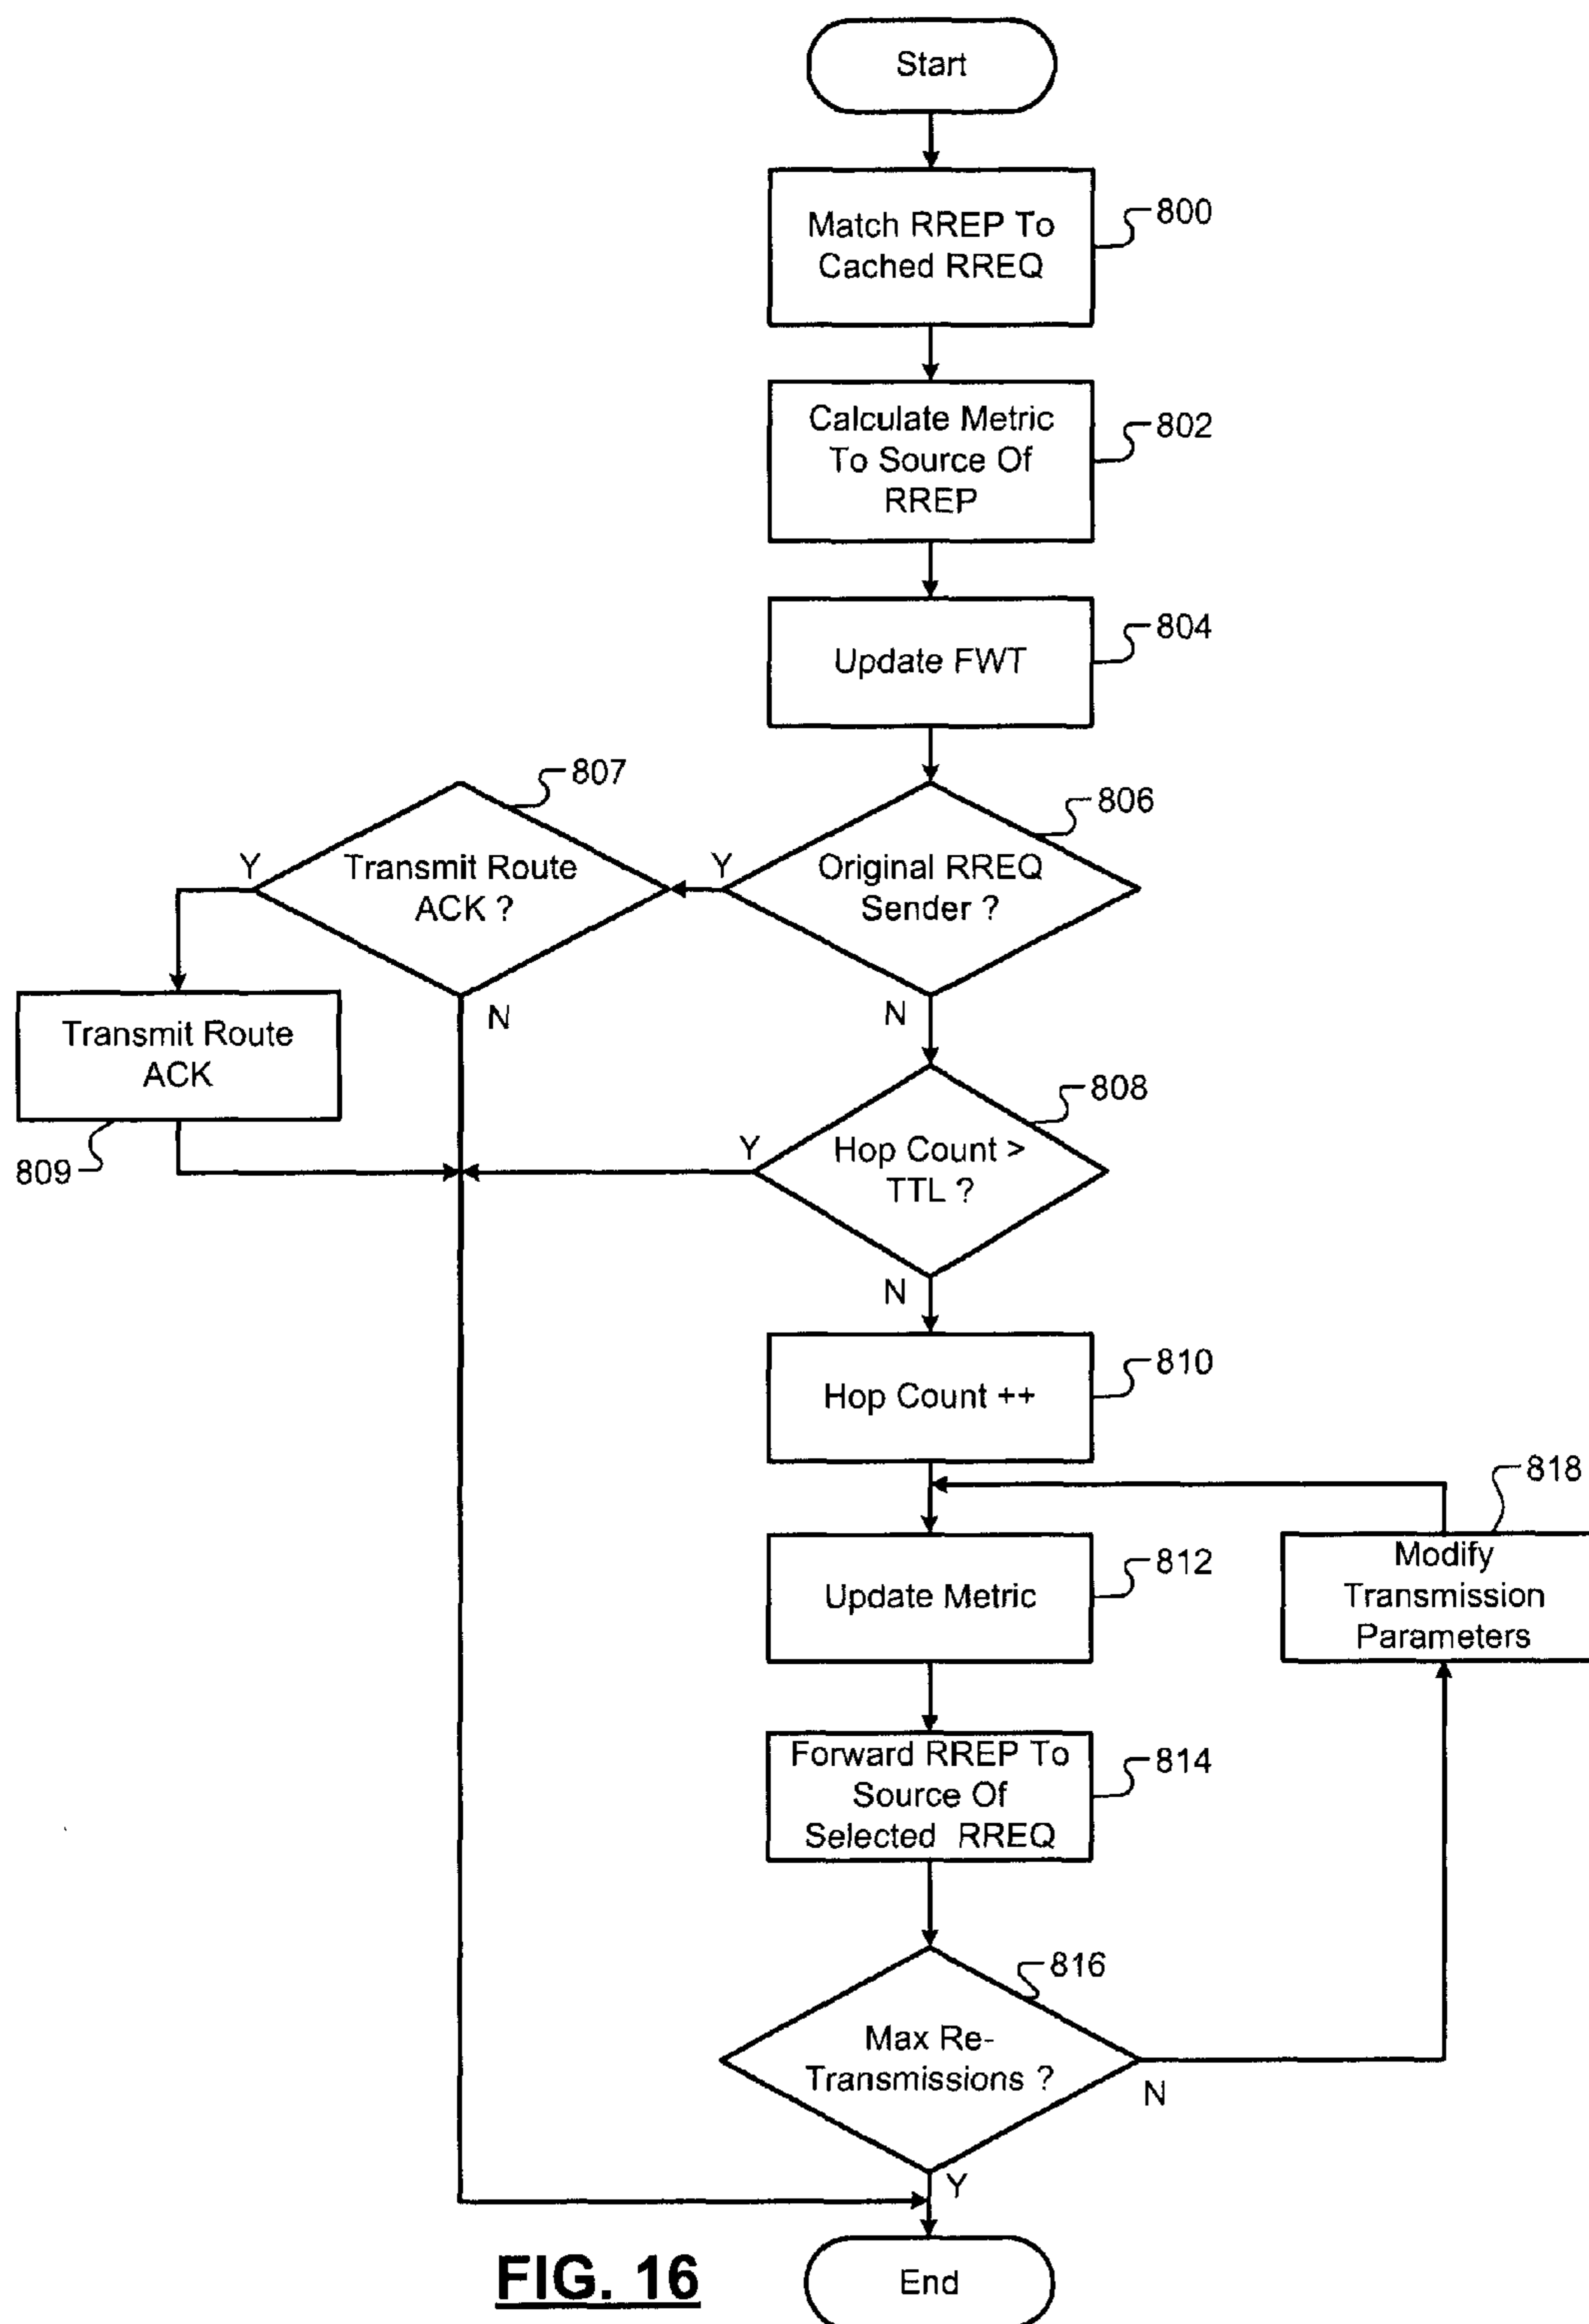 Start
Match RREP To
Cached RREQ
800
Calculate Metric
To Source Of
RREP
802
Update FWT
804
807
806
Y
Transmit Route
ACK ?
Y
Original RREQ
Sender ?
N
N
Transmit Route
ACK
809
808
Y
Hop Count >
TTL ?
N
Hop Count ++
810
818
Update Metric
812
Modify
Transmission
Parameters
Forward RREP To
Source Of
Selected RREQ
814
816
Max Re-
Transmissions ?
N
Y
End
FIG. 16